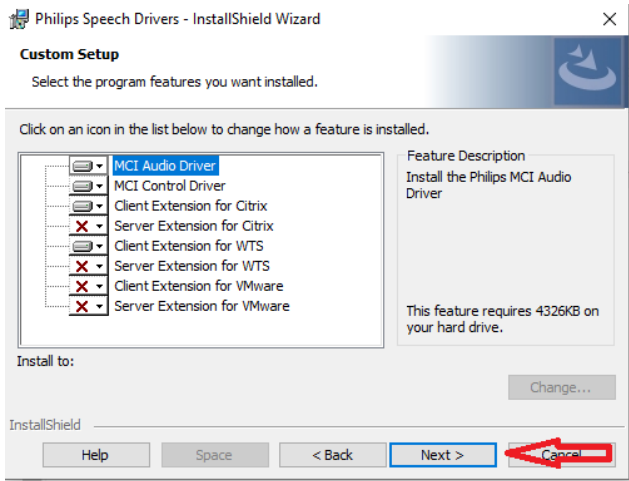 Philips Speech Drivers - InstallShield Wizard
Custom Setup
Select the program features you want installed.
Click on an icon in the list below to change how a feature is installed.
MCI Audio Driver
MCI Control Driver
Client Extension for Citrix
Server Extension for Citrix
Client Extension for WTS
Server Extension for WTS
Client Extension for VMware
Server Extension for VMware
Feature Description
Install the Philips MCI Audio
Driver
This feature requires 4326KB on
your hard drive.
Install to:
Change...
InstallShield
Help
Space
< Back
Next >
Cancel